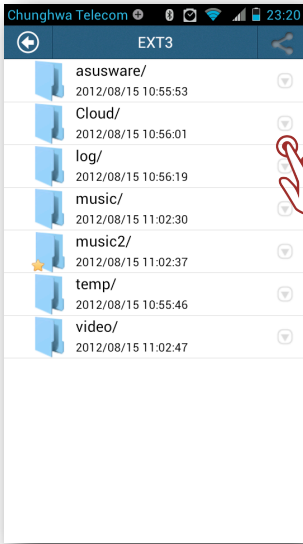 Chunghwa Telecom 23:20
EXT3
asusware/
2012/08/15 10:55:53
Cloud/
2012/08/15 10:56:01
log/
2012/08/15 10:56:19
music/
2012/08/15 11:02:30
music2/
2012/08/15 11:02:37
temp/
2012/08/15 10:55:46
video/
2012/08/15 11:02:47